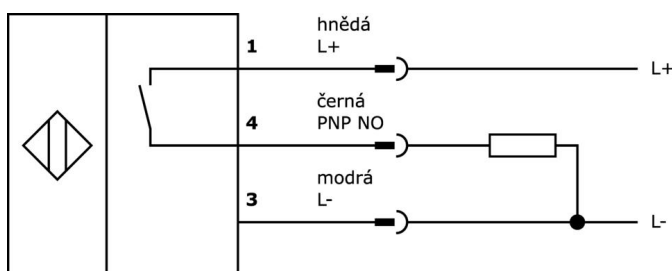 hnědá
1 L+
L+
černá
4 PNP NO
modrá
3 L-
L-